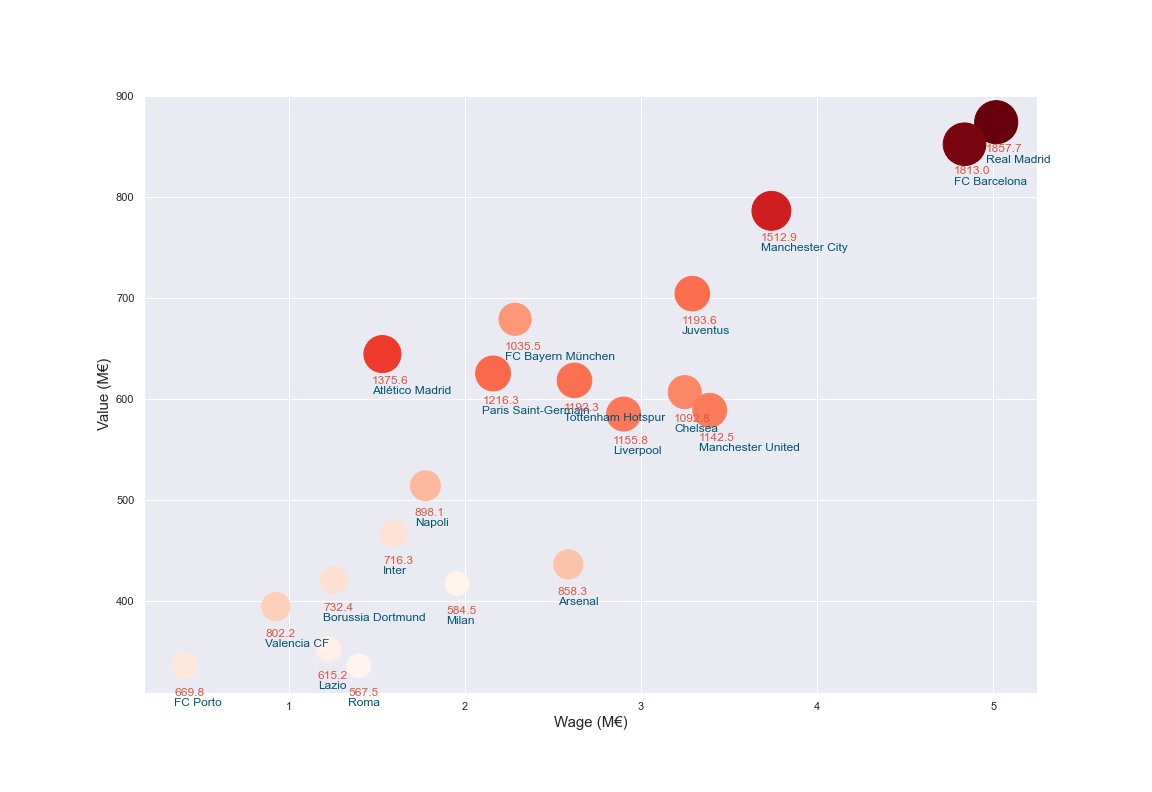 900
1857.7
Real Madrid
1813.0
FC Barcelona
800
1512.9
Manchester City
700
1193.6
Juventus
1035.5
FC Bayern München
1375.6
Atlético Madrid
Value (M€)
600
1216.3
Paris Saint-Germain
1192.3
Tottenham Hotspur
1092.8
Chelsea
1155.8
Liverpool
1142.5
Manchester United
500
898.1
Napoli
716.3
Inter
858.3
Arsenal
400
732.4
Borussia Dortmund
584.5
Milan
802.2
Valencia CF
615.2
Lazio
669.8
FC Porto
567.5
Roma
1 2 3 4 5
Wage (M€)